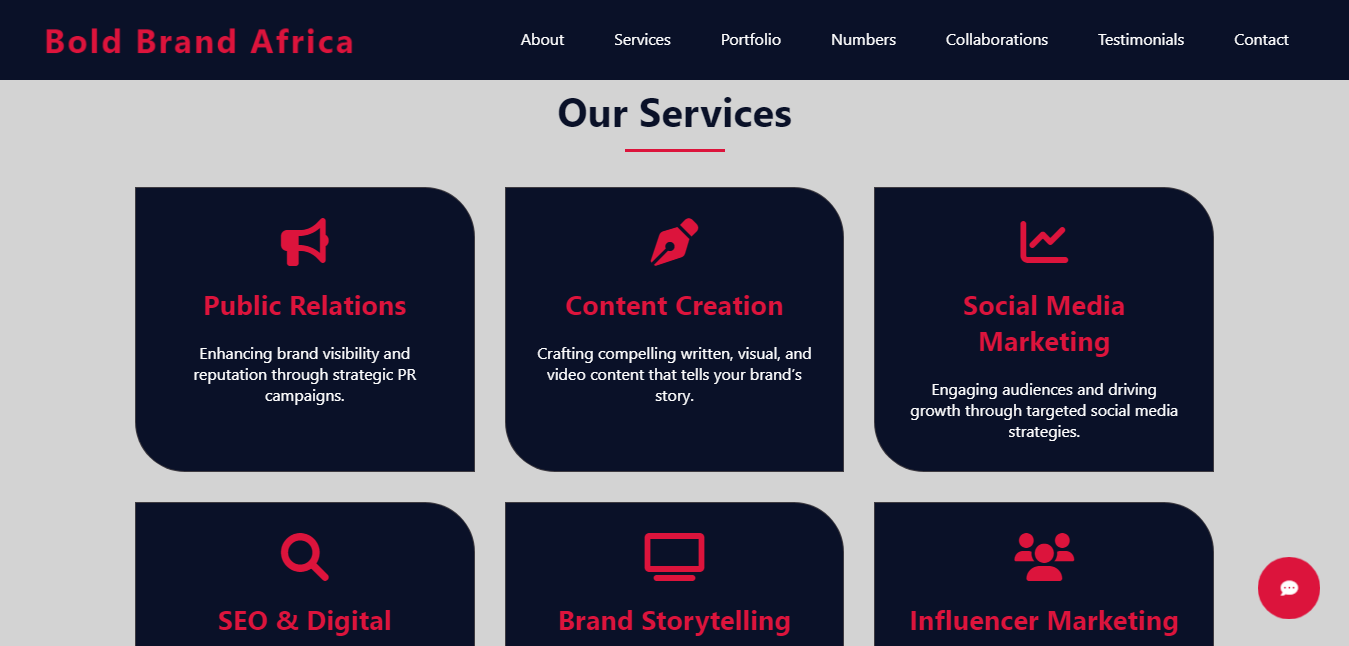 Bold Brand Africa
About Services Portfolio Numbers Collaborations Testimonials Contact
Our Services
Public Relations
Enhancing brand visibility and
reputation through strategic PR
campaigns.
Content Creation
Crafting compelling written, visual, and
video content that tells your brand’s
story.
Social Media
Marketing
Engaging audiences and driving
growth through targeted social media
strategies.
SEO & Digital
Brand Storytelling
Influencer Marketing